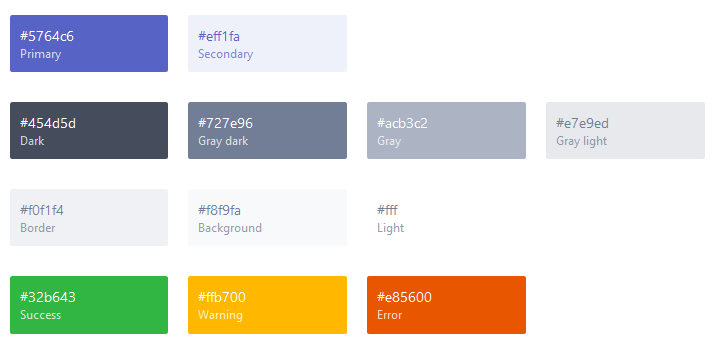 #5764c6
Primary
#eff1fa
Secondary
#454d5d
Dark
#727e96
Gray dark
#acb3c2
Gray
#e7e9ed
Gray light
#f0f1f4
Border
#f8f9fa
Background
#fff
Light
#32b643
Success
#ffb700
Warning
#e85600
Error